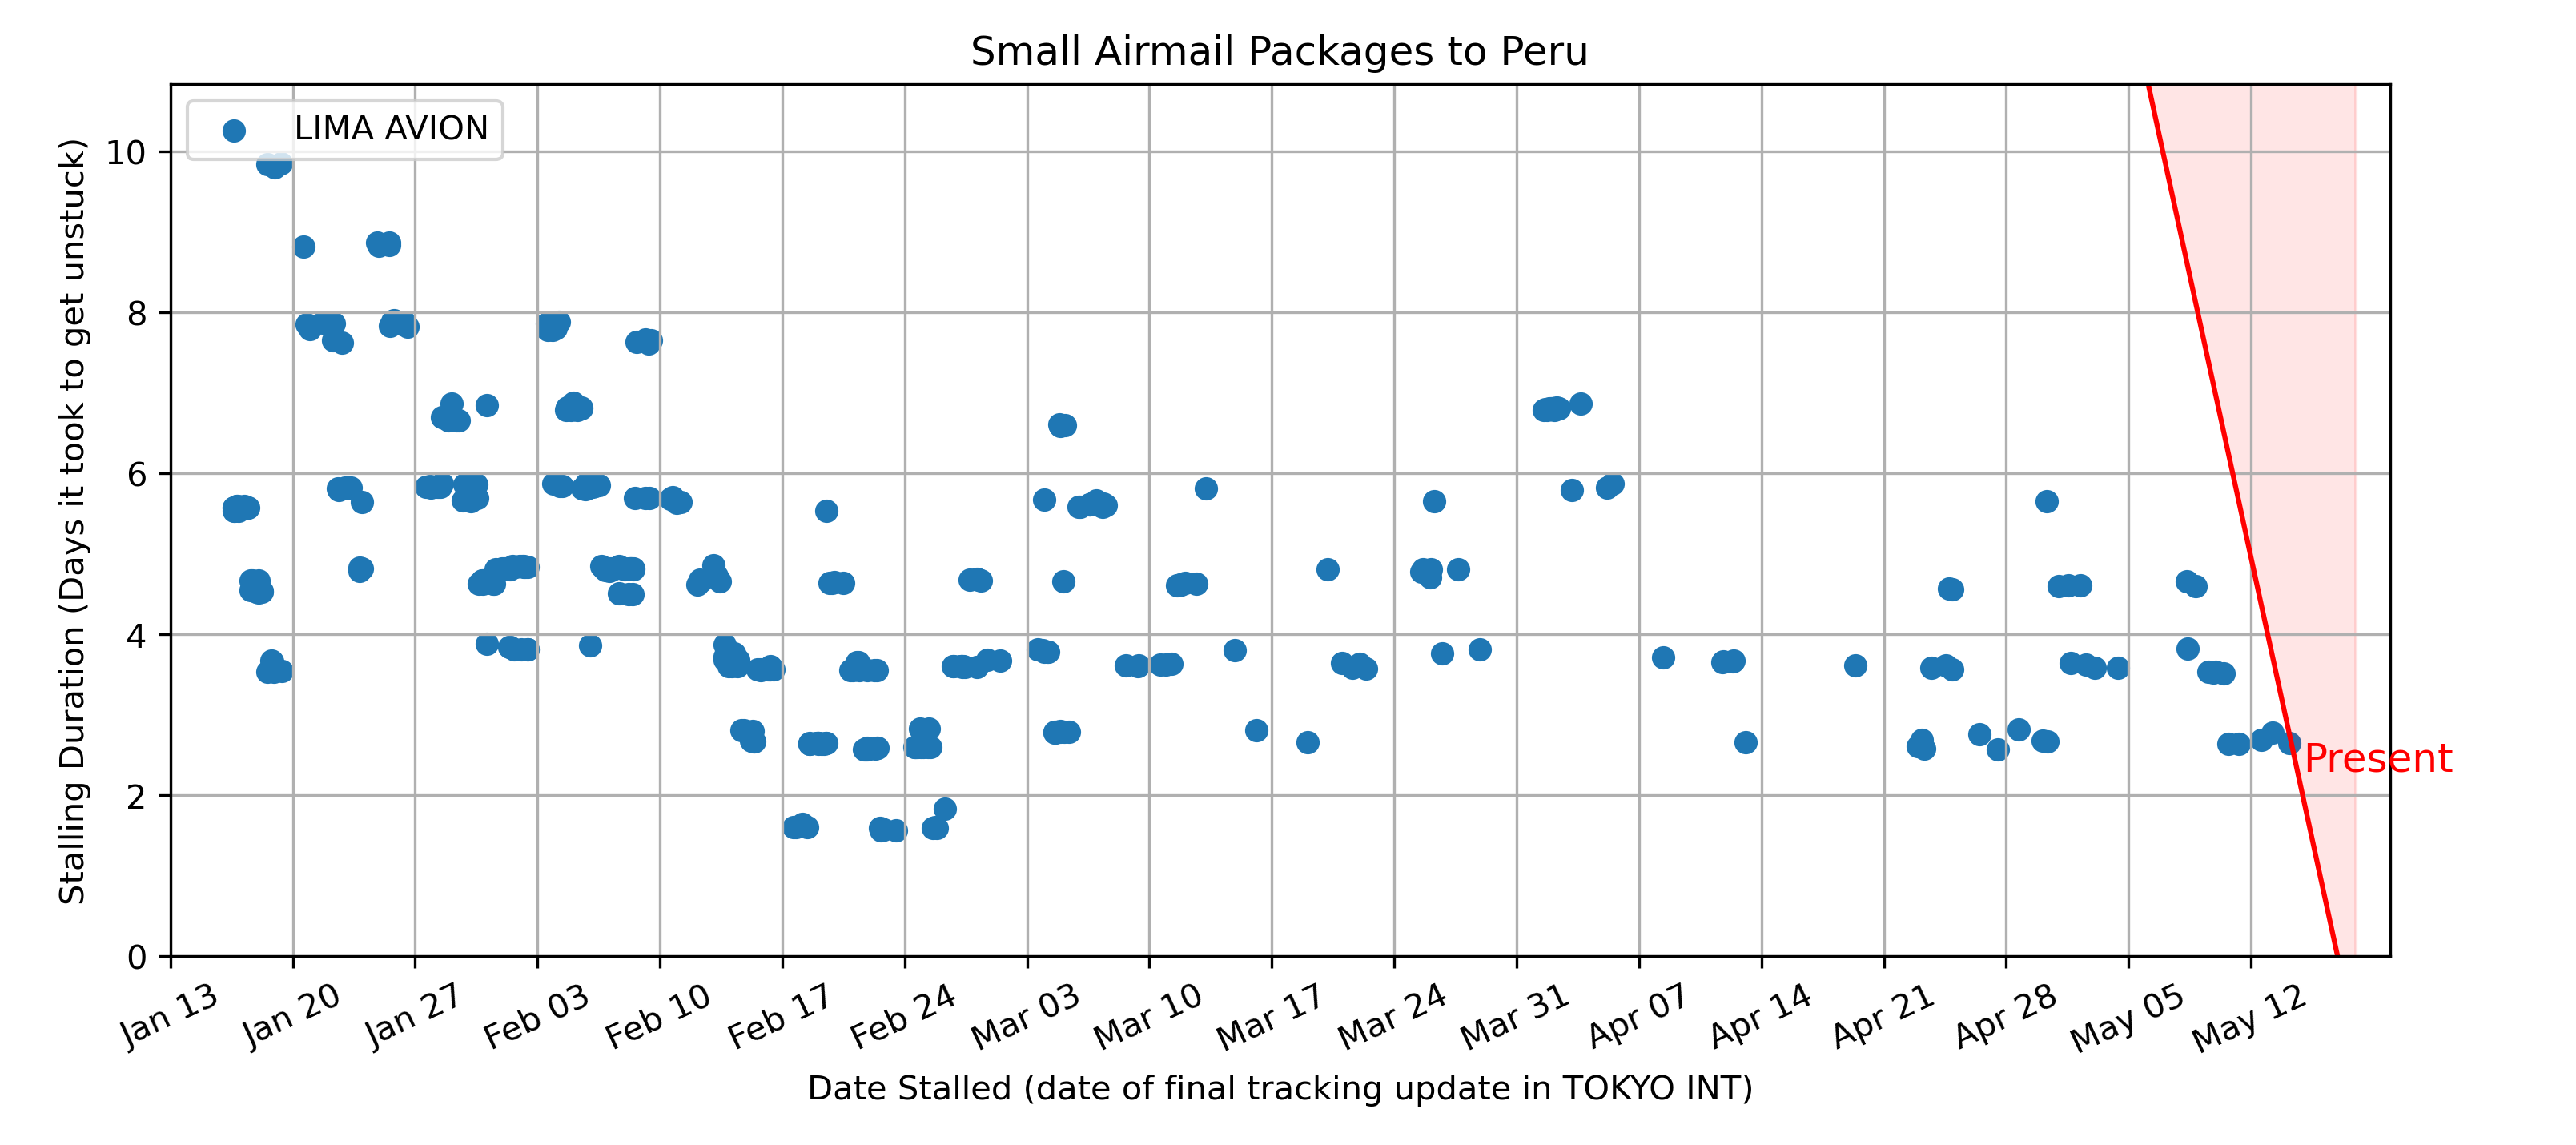 Small Airmail Packages to Peru
LIMA AVION
Stalling Duration (Days it took to get unstuck)
10
8
6
4
2
0
Present
Jan 13
Jan 20
Jan 27
Feb 03
Feb 10
Feb 17
Feb 24
Mar 03
Mar 10
Mar 17
Mar 24
Mar 31
Apr 07
Apr 14
Apr 21
Apr 28
May 05
May 12
Date Stalled (date of final tracking update in TOKYO INT)